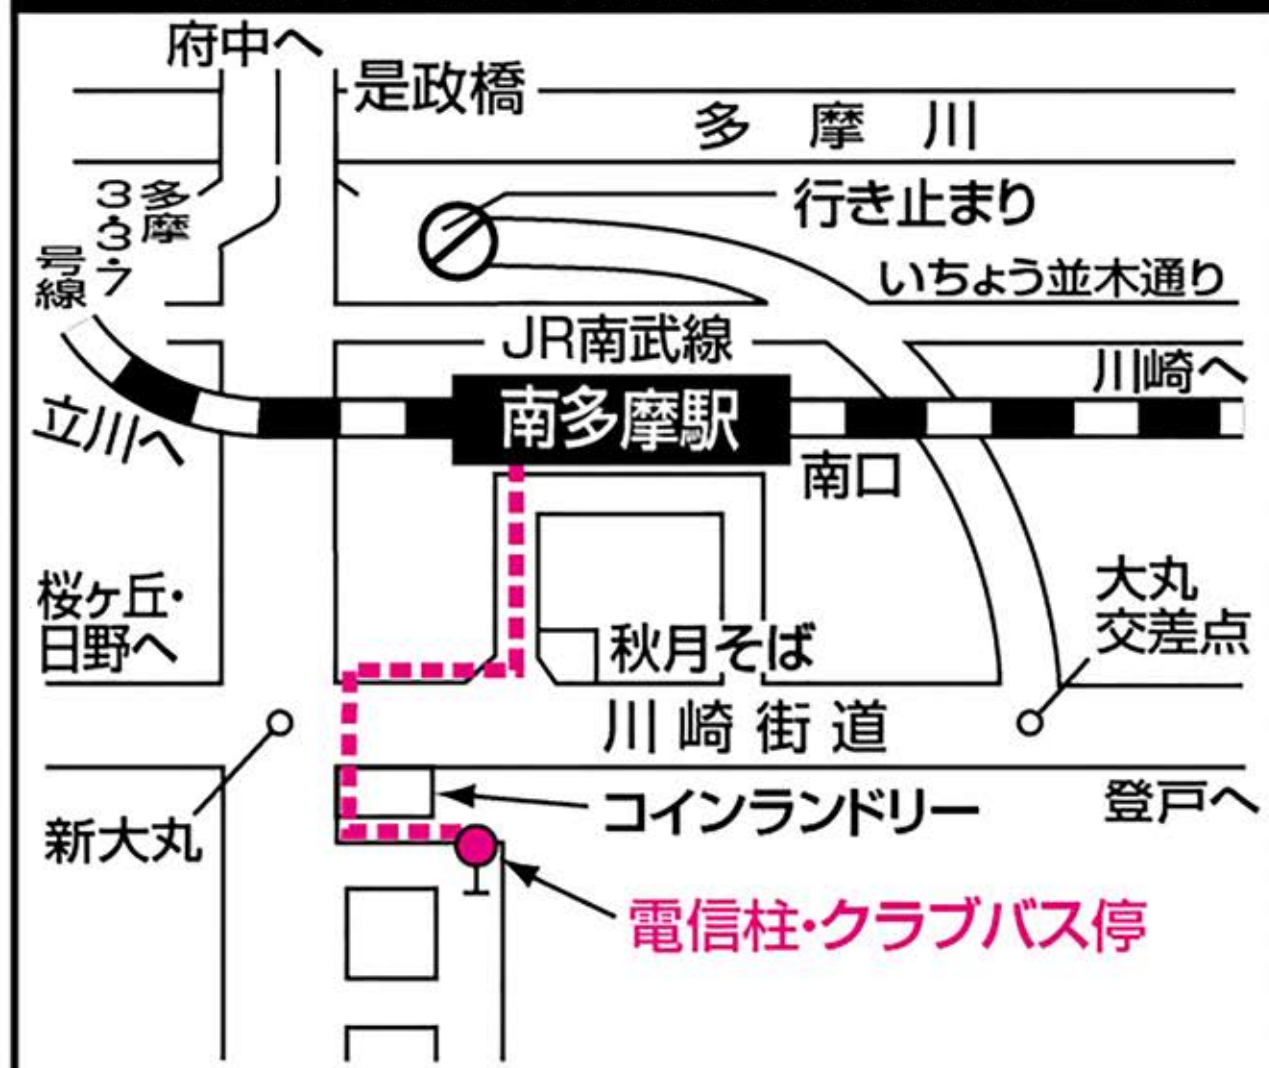 府中へ
是政橋
多摩川
多摩
3・3・7
号線
行き止まり
いちょう並木通り
JR南武線
川崎へ
南多摩駅
立川へ
南口
桜ヶ丘・
日野へ
大丸
交差点
秋月そば
川崎街道
コインランドリー
登戸へ
新大丸
電信柱・クラブバス停